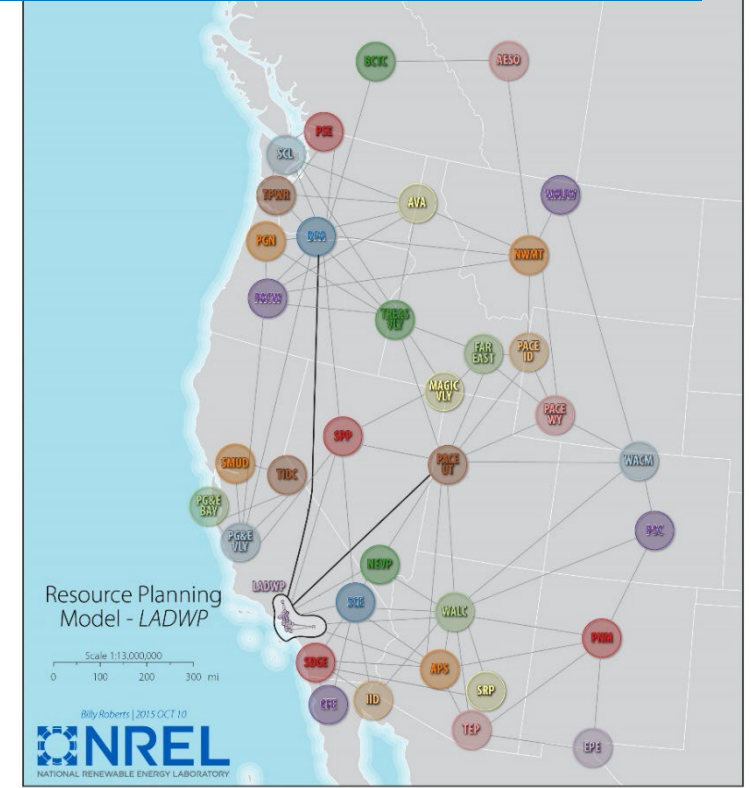 BCTC
AESO
PSE
SCL
TPWR
AVA
PGN
BPA
NWMT
TREAS
VLY
FAR
EAST
PACE
ID
MAGIC
VLY
PACE
WY
SPP
SMUD
TIDC
PACE
UT
WACM
PG&E
BAY
PG&E
VLY
PSC
NEVP
LADWP
SCE
WALC
Resource Planning
Model - LADWP
PNM
Scale 1:13,000,000
0 100 200 300 mi
SDGE
APS
SRP
CFE
IID
TEP
EPE
Billy Roberts | 2015 OCT 10
NREL
NATIONAL RENEWABLE ENERGY LABORATORY